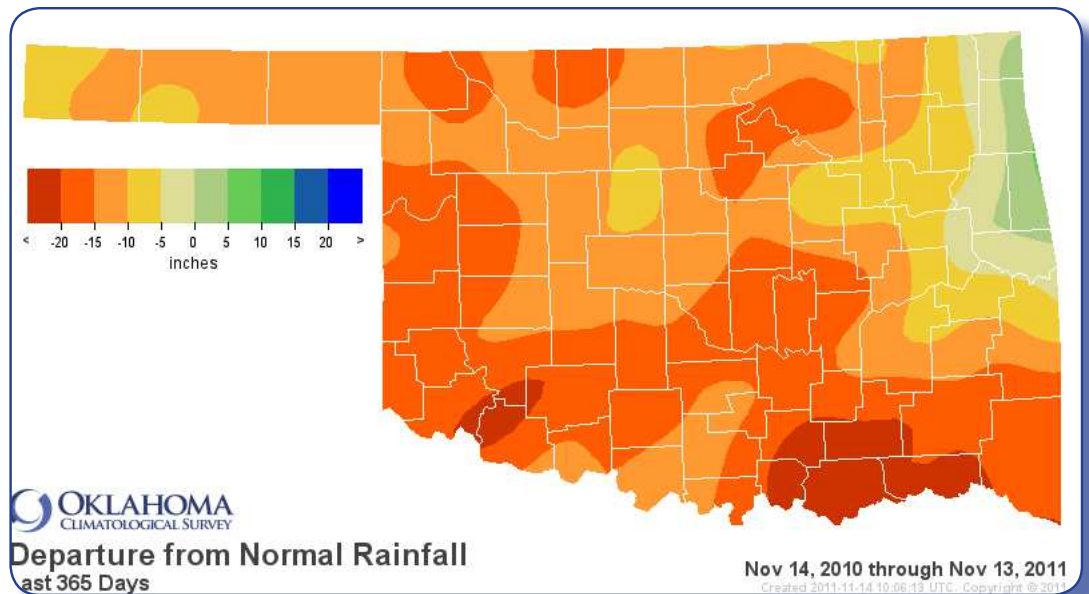 < -20 -15 -10 -5 0 5 10 15 20 >
inches
OKLAHOMA
CLIMATOLOGICAL SURVEY
Departure from Normal Rainfall
ast 365 Days
Nov 14, 2010 through Nov 13, 2011
Created 2011-11-14 10:06:13 UTC. Copyright © 2011